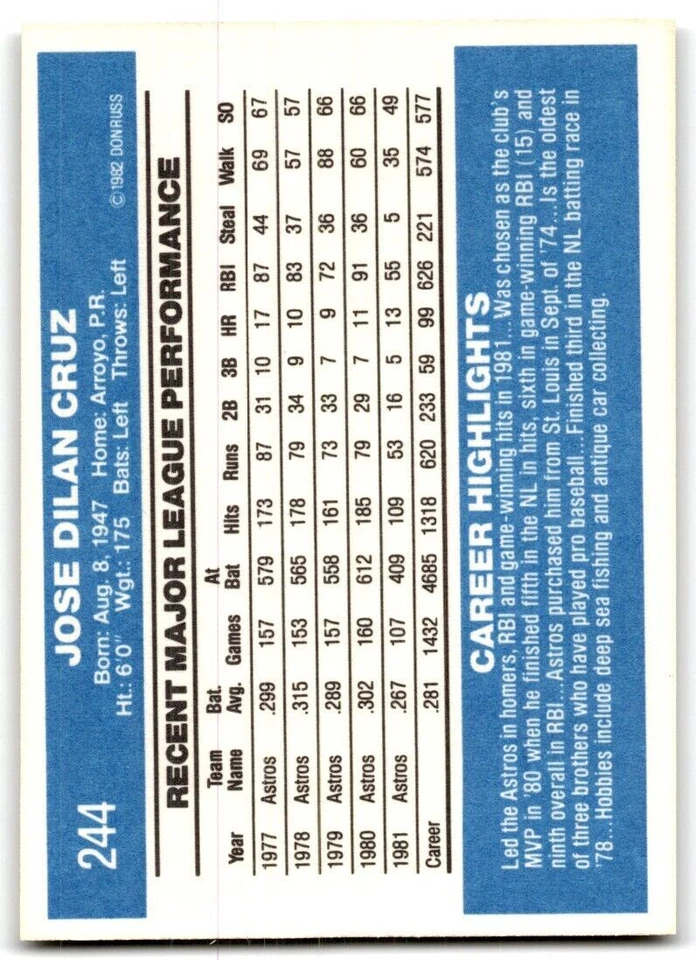 244
JOSE DILAN CRUZ
Born: Aug. 8, 1947 Home: Arroyo, P.R.
Ht.: 6'0" Wgt.: 175 Bats: Left Throws: Left
©1982 DONRUSS
RECENT MAJOR LEAGUE PERFORMANCE
Year Team Name Bat. Avg. Games At Bat Hits Runs 2B 3B HR RBI Steal Walk SO
1977 Astros .299 157 579 173 87 31 10 17 87 44 69 67
1978 Astros .315 153 565 178 79 34 9 10 83 37 57 57
1979 Astros .289 157 558 161 73 33 7 9 72 36 88 66
1980 Astros .302 160 612 185 79 29 7 11 91 36 60 66
1981 Astros .267 107 409 109 53 16 5 13 55 5 35 49
Career .281 1432 4685 1318 620 233 59 99 626 221 574 577
CAREER HIGHLIGHTS
Led the Astros in homers, RBI and game-winning hits in 1981...Was chosen as the club's
MVP in '80 when he finished fifth in the NL in hits, sixth in game-winning RBI (15) and
ninth overall in RBI...Astros purchased him from St. Louis in Sept. of '74...Is the oldest
of three brothers who have played pro baseball...Finished third in the NL batting race in
'78...Hobbies include deep sea fishing and antique car collecting.